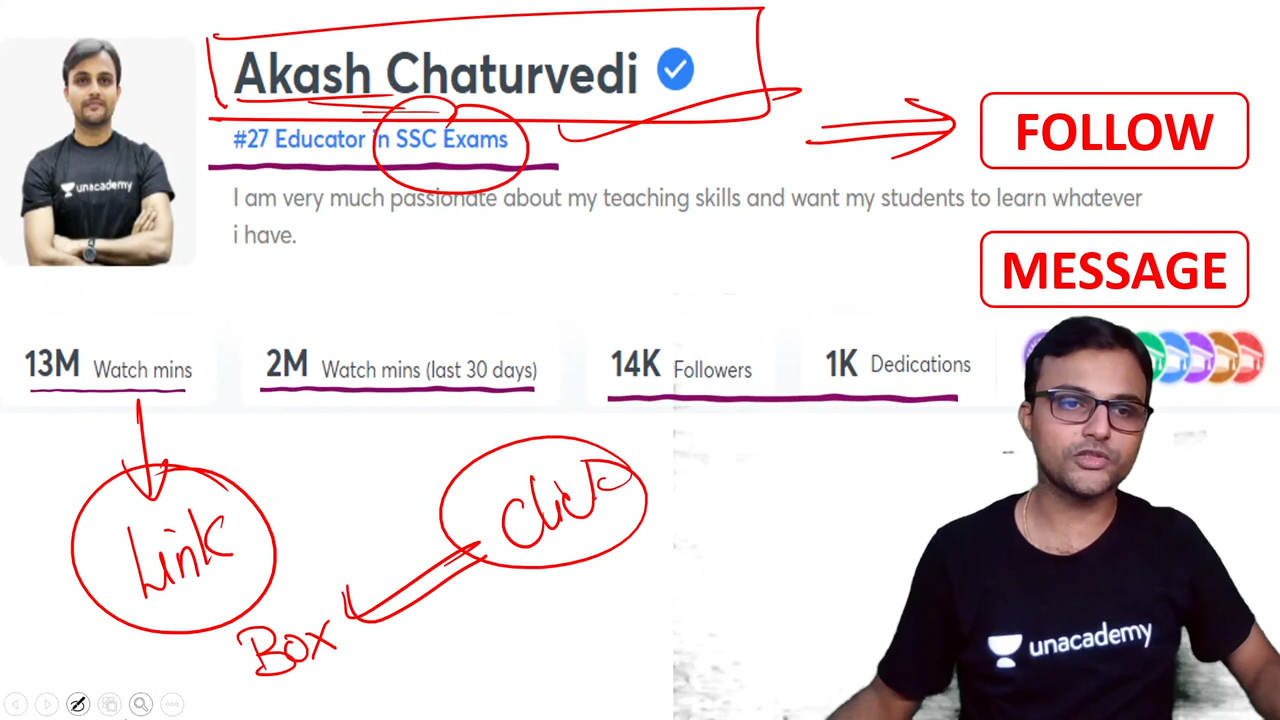 Akash Chaturvedi
#27 Educator in SSC Exams
FOLLOW
I am very much passionate about my teaching skills and want my students to learn whatever
i have.
unacademy
MESSAGE
13M Watch mins
2M Watch mins (last 30 days)
14K Followers
1K Dedications
Link
Click
Box
unacademy